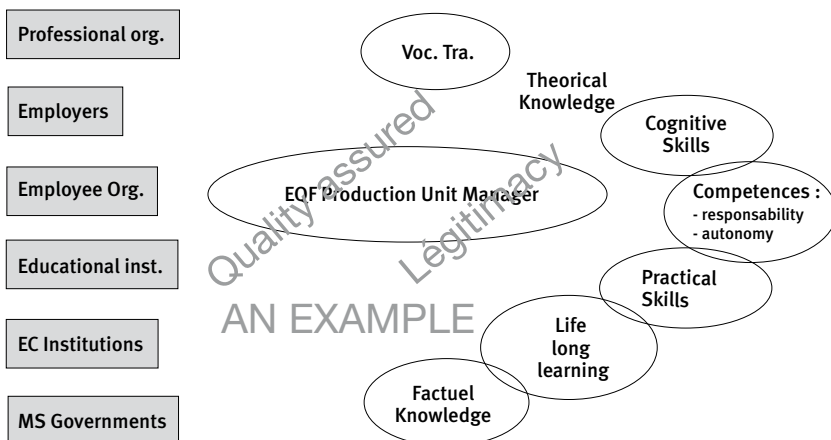 Professional org.
Employers
Employee Org.
Educational inst.
EC Institutions
MS Governments
Voc. Tra.
Theorical
Knowledge
Cognitive
Skills
EQF Production Unit Manager
Competences :
- responsability
- autonomy
Practical
Skills
Life
long
learning
Factuel
Knowledge
Quality assured
Légitimacy
AN EXAMPLE